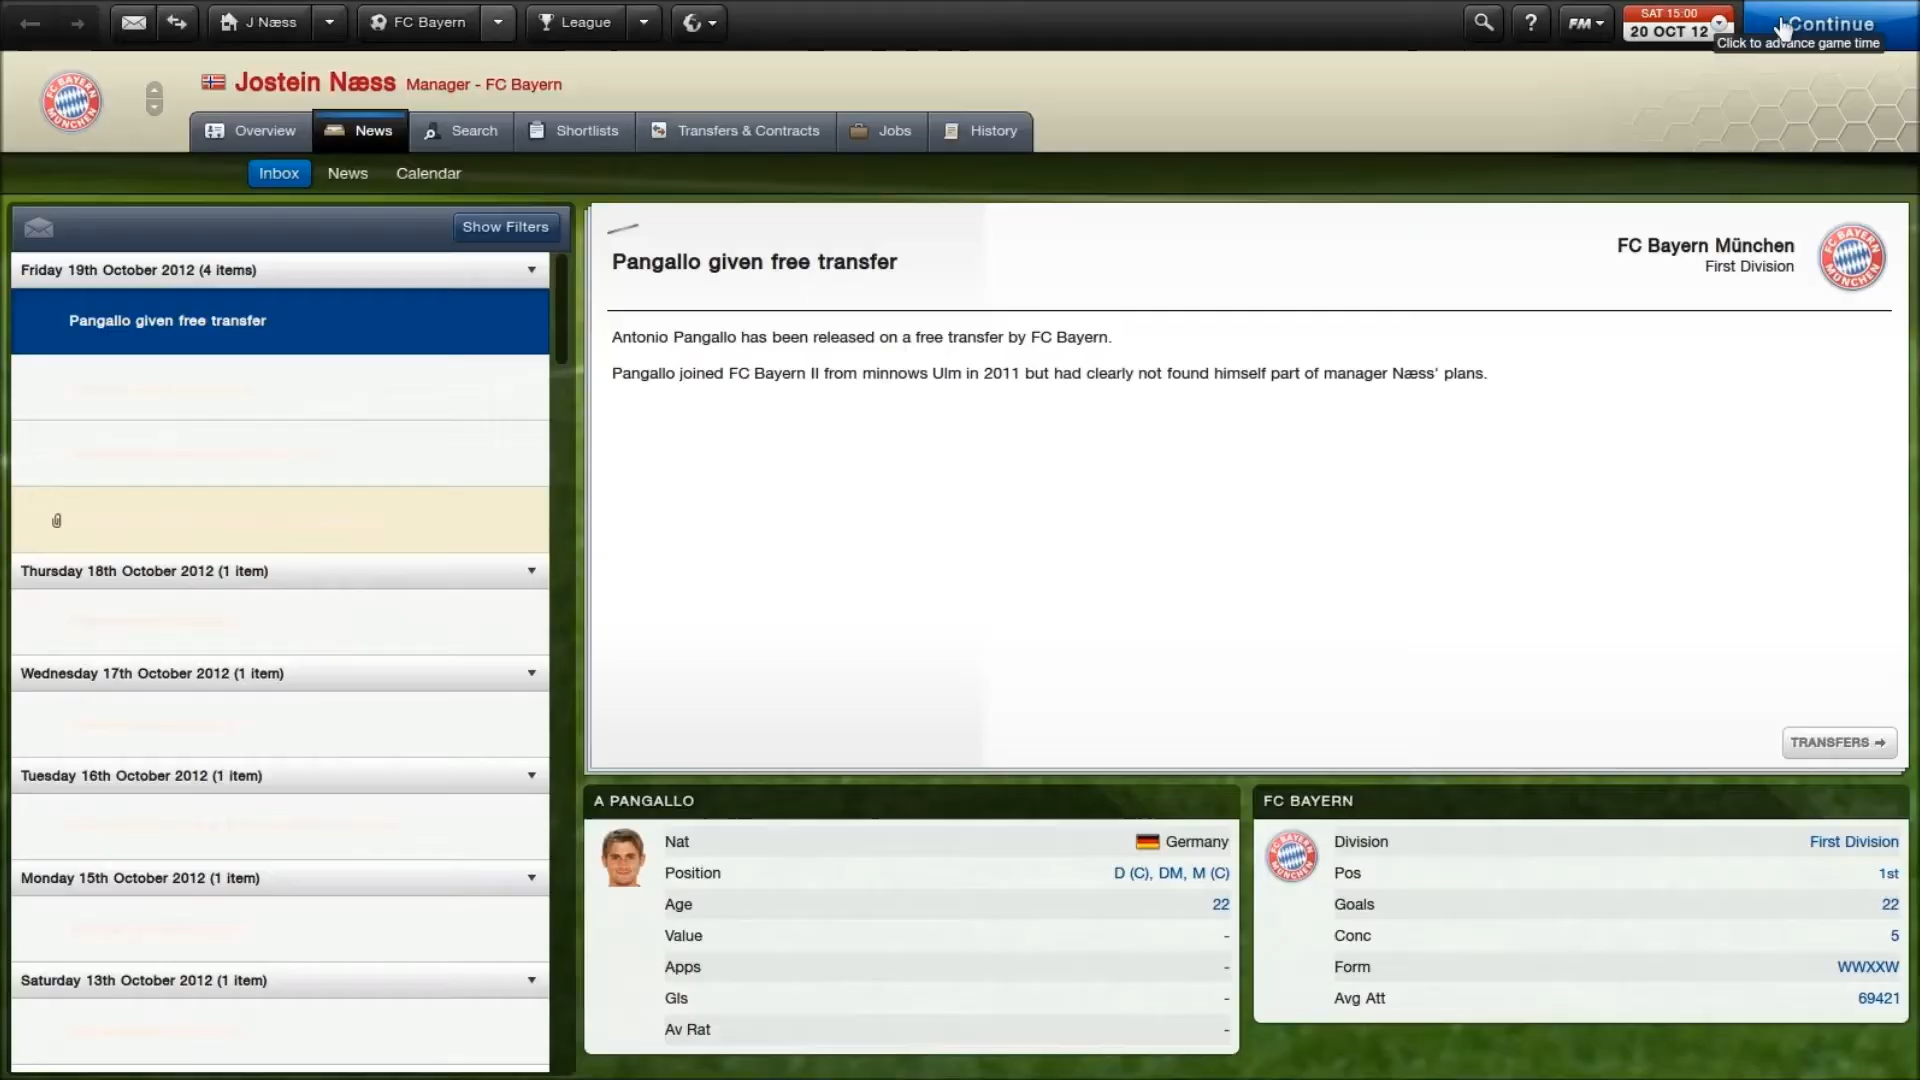 J Næss
FC Bayern
League
?
FM
SAT 15:00
20 OCT 12
Continue
Click to advance game time
Jostein Næss Manager - FC Bayern
Overview
News
Search
Shortlists
Transfers & Contracts
Jobs
History
Inbox
News
Calendar
Show Filters
Friday 19th October 2012 (4 items)
Pangallo given free transfer
Thursday 18th October 2012 (1 item)
Wednesday 17th October 2012 (1 item)
Tuesday 16th October 2012 (1 item)
Monday 15th October 2012 (1 item)
Saturday 13th October 2012 (1 item)
Pangallo given free transfer
FC Bayern München
First Division
Antonio Pangallo has been released on a free transfer by FC Bayern.
Pangallo joined FC Bayern II from minnows Ulm in 2011 but had clearly not found himself part of manager Næss' plans.
TRANSFERS
A PANGALLO
Nat Germany
Position D (C), DM, M (C)
Age 22
Value -
Apps -
Gls -
Av Rat -
FC BAYERN
Division First Division
Pos 1st
Goals 22
Conc 5
Form WWXXW
Avg Att 69421